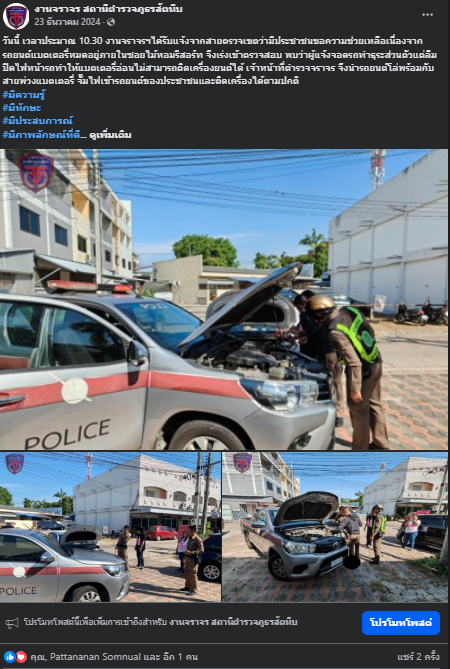 งานจราจร สถานีตำรวจภูธรสัตหีบ
23 ธันวาคม 2024
วันนี้ เวลาประมาณ 10.30 งานจราจรฯได้รับแจ้งจากสายตรวจเขตว่ามีประชาชนขอความช่วยเหลือเนื่องจาก
รถยนต์แบตเตอรี่หมดอยู่ภายในซอยไม้ทอมรีสอร์ท จึงเร่งเข้าตรวจสอบ พบว่าผู้แจ้งจอดรถทำธุระส่วนตัวแต่ลืม
ปิดไฟหน้ารถทำให้แบตเตอรี่อ่อนไม่สามารถติดเครื่องยนต์ได้ เจ้าหน้าที่ตำรวจจราจร จึงนำรถยนต์โล่พร้อมกับ
สายพ่วงแบตเตอรี่ จั๊มไฟเข้ารถยนต์ของประชาชนและติดเครื่องได้ตามปกติ
#มีความรู้
#มีทักษะ
#มีประสบการณ์
#มีภาพลักษณ์ที่ดี... ดูเพิ่มเติม
POLICE
POLICE
โปรโมทโพสต์นี้เพื่อเพิ่มการเข้าถึงสำหรับ งานจราจร สถานีตำรวจภูธรสัตหีบ
โปรโมทโพสต์
คุณ, Pattananan Somnual และ อีก 1 คน
แชร์ 2 ครั้ง